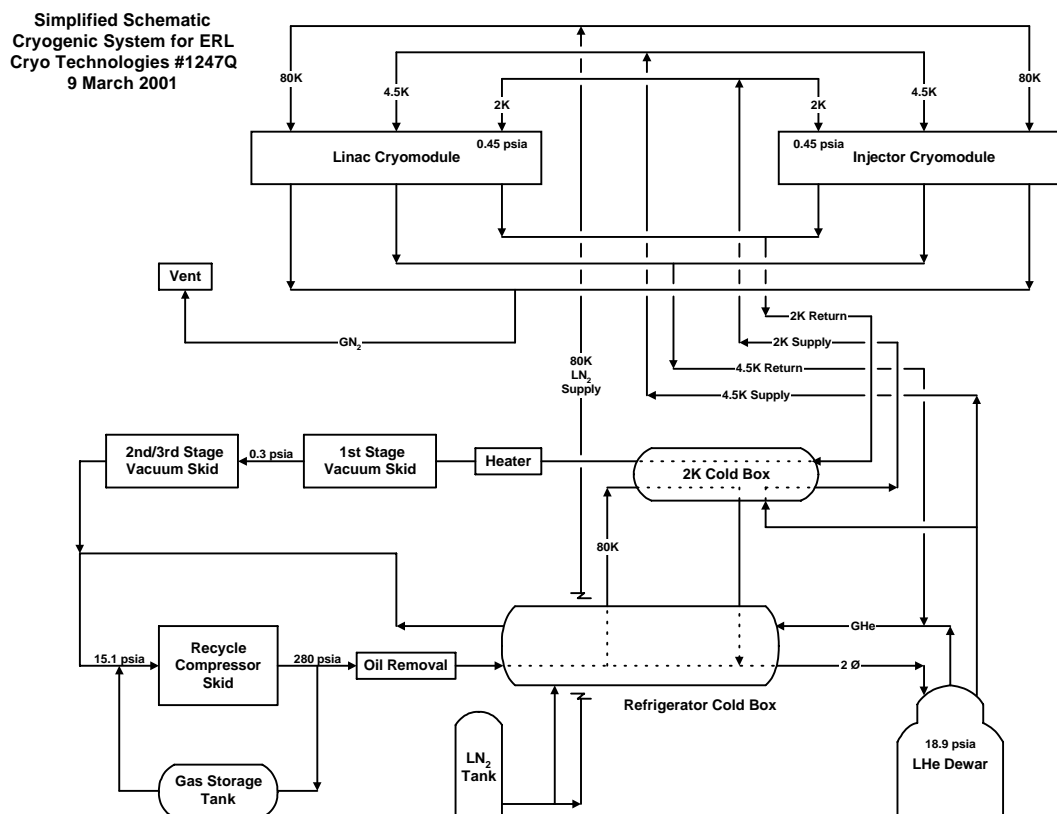 Simplified Schematic
Cryogenic System for ERL
Cryo Technologies #1247Q
9 March 2001
80K
4.5K
2K
2K
4.5K
80K
0.45 psia
0.45 psia
Linac Cryomodule
Injector Cryomodule
Vent
GN₂
2K Return
2K Supply
80K
LN₂
Supply
4.5K Return
4.5K Supply
2nd/3rd Stage
Vacuum Skid
0.3 psia
1st Stage
Vacuum Skid
Heater
2K Cold Box
80K
GHe
Recycle
Compressor
Skid
15.1 psia
280 psia
Oil Removal
2 Ø
Refrigerator Cold Box
18.9 psia
LHe Dewar
LN₂
Tank
Gas Storage
Tank